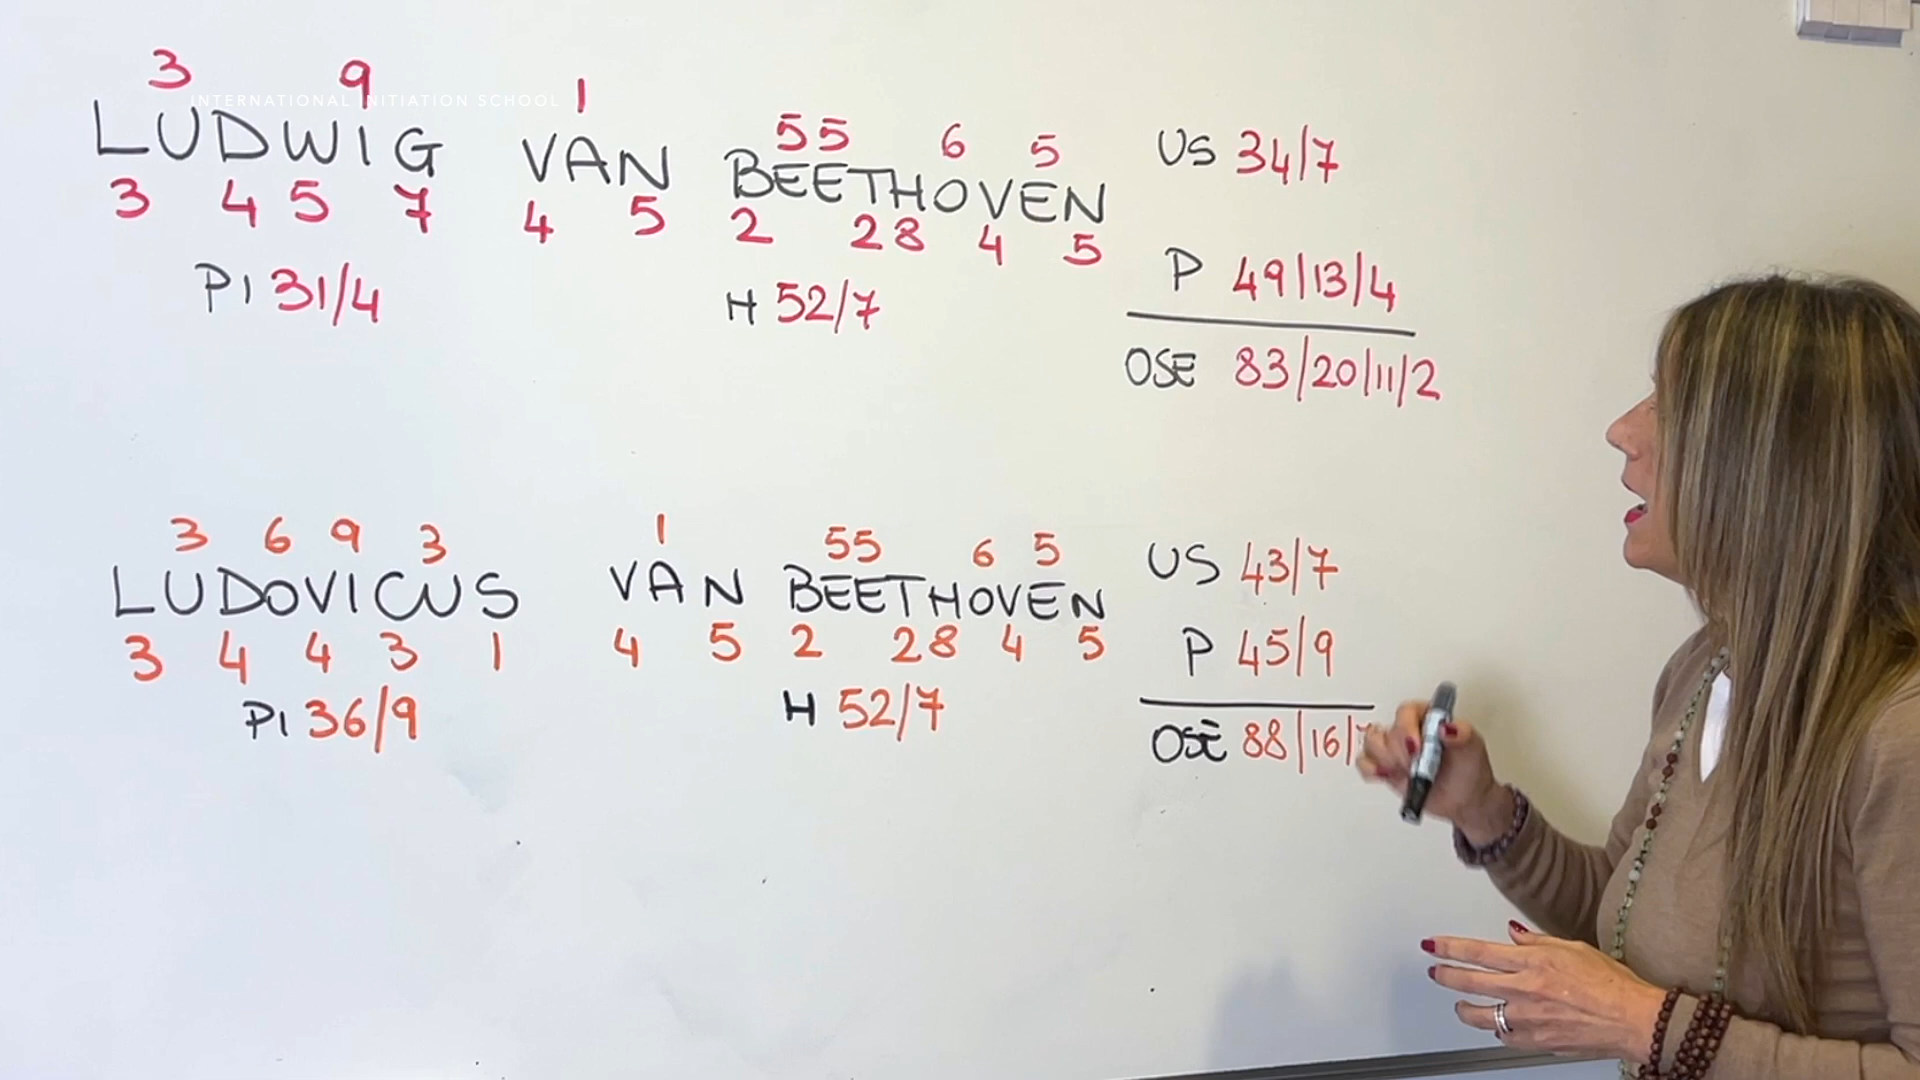 3 9 1
INTERNATIONAL INITIATION SCHOOL
55 6 5
LUDWIG VAN BEETHOVEN
3 4 5 7 4 5 2 28 4 5
PI 31/4 H 52/7
US 34/7
P 49/13/4
OSE 83/20/11/2
3 6 9 3 1 55 6 5
LUDOVICUS VAN BEETHOVEN
3 4 4 3 1 4 5 2 28 4 5
PI 36/9 H 52/7
US 43/7
P 45/9
OSE 88/16/7